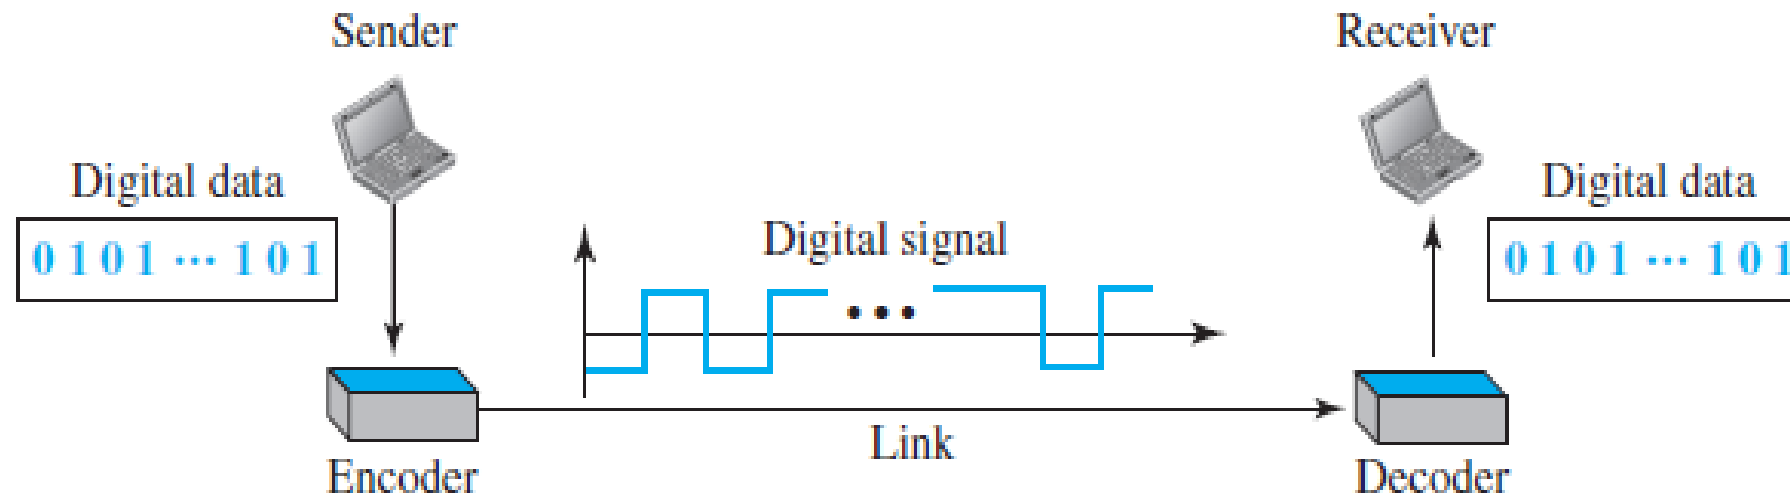 Sender
Receiver
Digital data
0 1 0 1 ··· 1 0 1
Digital signal
Digital data
0 1 0 1 ··· 1 0 1
Link
Encoder
Decoder